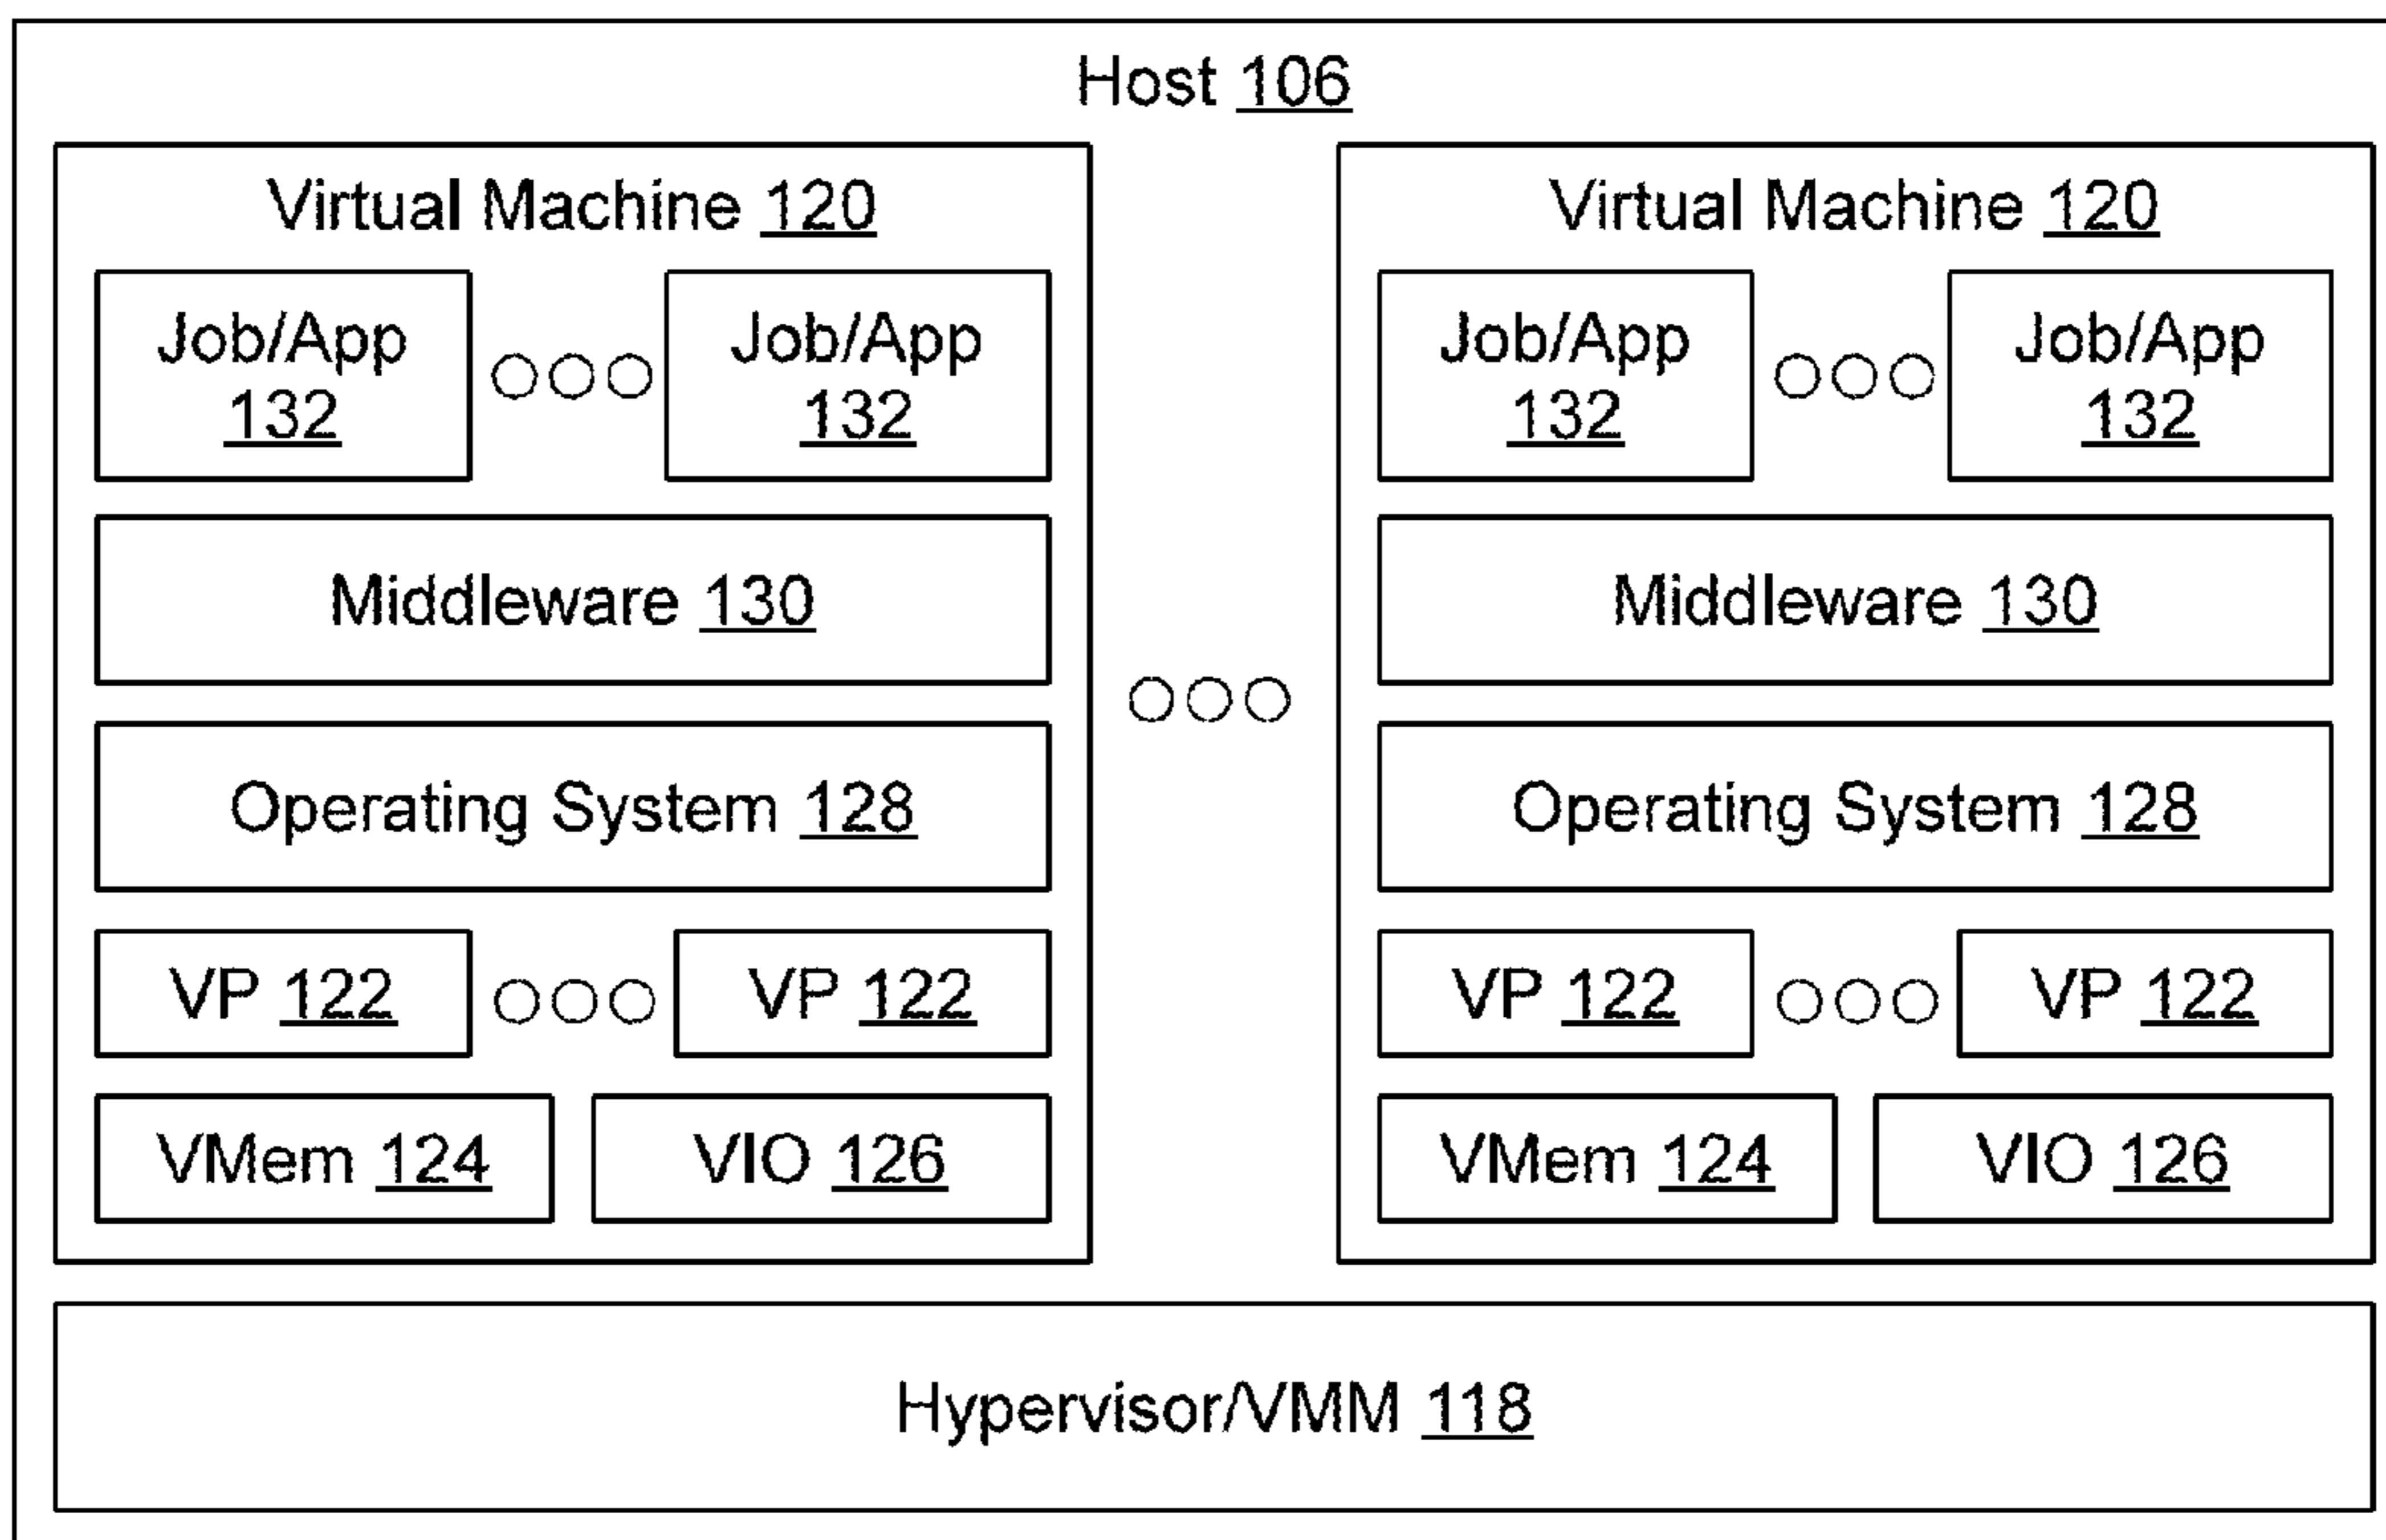 Host 106
Virtual Machine 120
Job/App
132
Job/App
132
Middleware 130
Operating System 128
VP 122
VP 122
VMem 124
VIO 126
Virtual Machine 120
Job/App
132
Job/App
132
Middleware 130
Operating System 128
VP 122
VP 122
VMem 124
VIO 126
Hypervisor/VMM 118